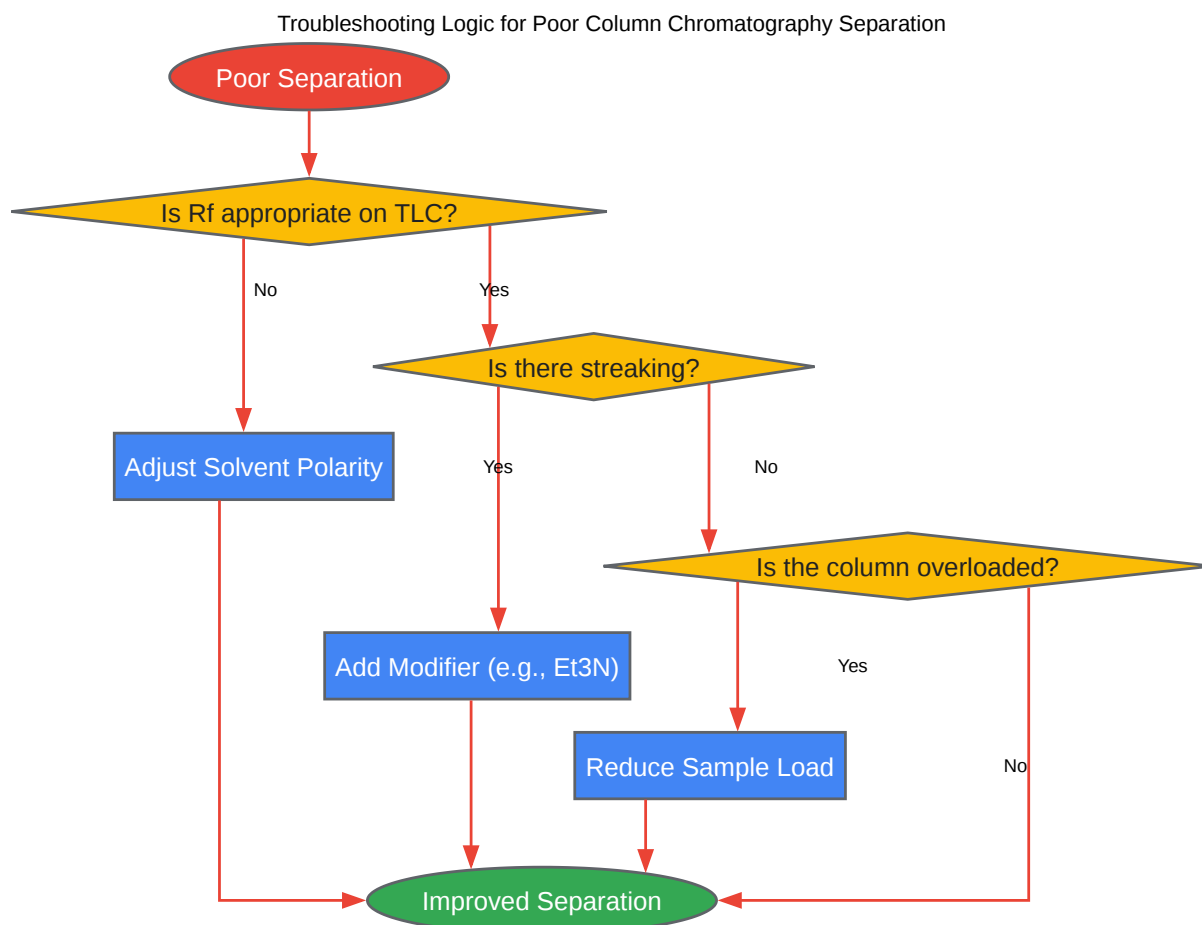 Troubleshooting Logic for Poor Column Chromatography Separation
Poor Separation
Is Rf appropriate on TLC?
No
Yes
Is there streaking?
Adjust Solvent Polarity
Yes
No
Is the column overloaded?
Add Modifier (e.g., Et3N)
Yes
Reduce Sample Load
No
Improved Separation